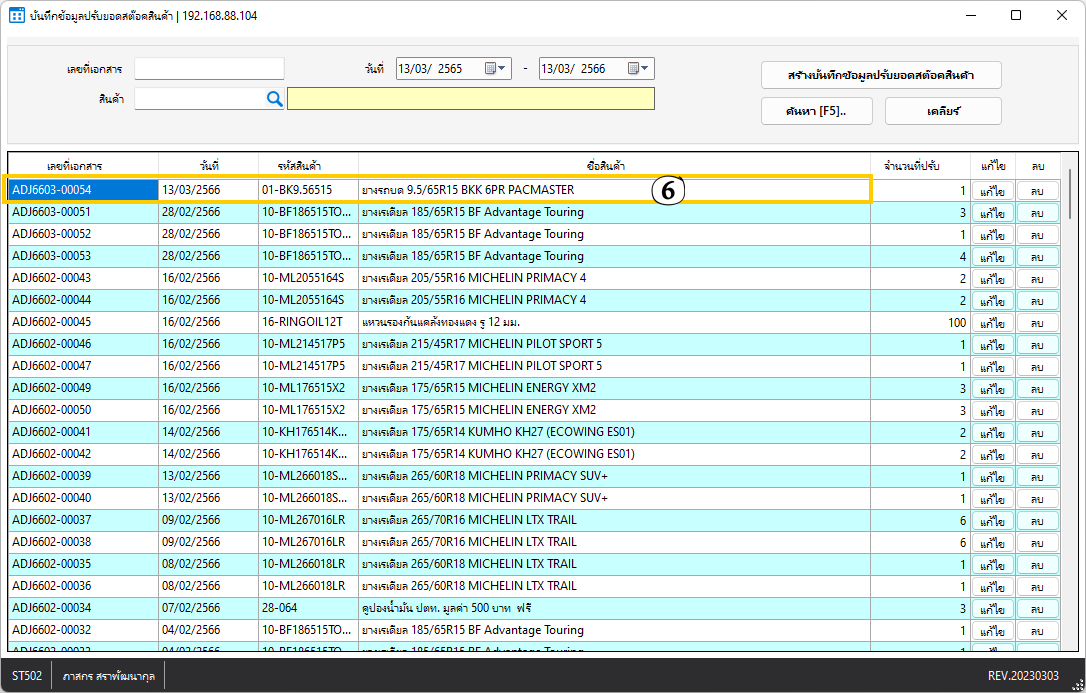 บันทึกข้อมูลปรับยอดสต๊อคสินค้า | 192.168.88.104
เลขที่เอกสาร วันที่ 13/03/ 2565 - 13/03/ 2566 สร้างบันทึกข้อมูลปรับยอดสต๊อคสินค้า
สินค้า ค้นหา [F5].. เคลียร์
เลขที่เอกสาร วันที่ รหัสสินค้า ชื่อสินค้า จำนวนที่ปรับ แก้ไข ลบ
ADJ6603-00054 13/03/2566 01-BK9.56515 ยางรถบด 9.5/65R15 BKK 6PR PACMASTER 6 1 แก้ไข ลบ
ADJ6603-00051 28/02/2566 10-BF186515TO... ยางเรเดียล 185/65R15 BF Advantage Touring 3 แก้ไข ลบ
ADJ6603-00052 28/02/2566 10-BF186515TO... ยางเรเดียล 185/65R15 BF Advantage Touring 1 แก้ไข ลบ
ADJ6603-00053 28/02/2566 10-BF186515TO... ยางเรเดียล 185/65R15 BF Advantage Touring 4 แก้ไข ลบ
ADJ6602-00043 16/02/2566 10-ML2055164S ยางเรเดียล 205/55R16 MICHELIN PRIMACY 4 2 แก้ไข ลบ
ADJ6602-00044 16/02/2566 10-ML2055164S ยางเรเดียล 205/55R16 MICHELIN PRIMACY 4 2 แก้ไข ลบ
ADJ6602-00045 16/02/2566 16-RINGOIL12T แหวนรองก้นแคล้งทองแดง รู 12 มม. 100 แก้ไข ลบ
ADJ6602-00046 16/02/2566 10-ML214517P5 ยางเรเดียล 215/45R17 MICHELIN PILOT SPORT 5 1 แก้ไข ลบ
ADJ6602-00047 16/02/2566 10-ML214517P5 ยางเรเดียล 215/45R17 MICHELIN PILOT SPORT 5 1 แก้ไข ลบ
ADJ6602-00049 16/02/2566 10-ML176515X2 ยางเรเดียล 175/65R15 MICHELIN ENERGY XM2 3 แก้ไข ลบ
ADJ6602-00050 16/02/2566 10-ML176515X2 ยางเรเดียล 175/65R15 MICHELIN ENERGY XM2 3 แก้ไข ลบ
ADJ6602-00041 14/02/2566 10-KH176514K... ยางเรเดียล 175/65R14 KUMHO KH27 (ECOWING ES01) 2 แก้ไข ลบ
ADJ6602-00042 14/02/2566 10-KH176514K... ยางเรเดียล 175/65R14 KUMHO KH27 (ECOWING ES01) 2 แก้ไข ลบ
ADJ6602-00039 13/02/2566 10-ML266018S... ยางเรเดียล 265/60R18 MICHELIN PRIMACY SUV+ 1 แก้ไข ลบ
ADJ6602-00040 13/02/2566 10-ML266018S... ยางเรเดียล 265/60R18 MICHELIN PRIMACY SUV+ 1 แก้ไข ลบ
ADJ6602-00037 09/02/2566 10-ML267016LR ยางเรเดียล 265/70R16 MICHELIN LTX TRAIL 6 แก้ไข ลบ
ADJ6602-00038 09/02/2566 10-ML267016LR ยางเรเดียล 265/70R16 MICHELIN LTX TRAIL 6 แก้ไข ลบ
ADJ6602-00035 08/02/2566 10-ML266018LR ยางเรเดียล 265/60R18 MICHELIN LTX TRAIL 1 แก้ไข ลบ
ADJ6602-00036 08/02/2566 10-ML266018LR ยางเรเดียล 265/60R18 MICHELIN LTX TRAIL 1 แก้ไข ลบ
ADJ6602-00034 07/02/2566 28-064 คูปองน้ำมัน ปตท. มูลค่า 500 บาท ฟรี 3 แก้ไข ลบ
ADJ6602-00032 04/02/2566 10-BF186515TO... ยางเรเดียล 185/65R15 BF Advantage Touring 1 แก้ไข ลบ
ADJ6602-00033 04/02/2566 10-BF186515TO... ยางเรเดียล 185/65R15 BF Advantage Touring
ST502 ภาสกร สราพัฒนากุล REV.20230303